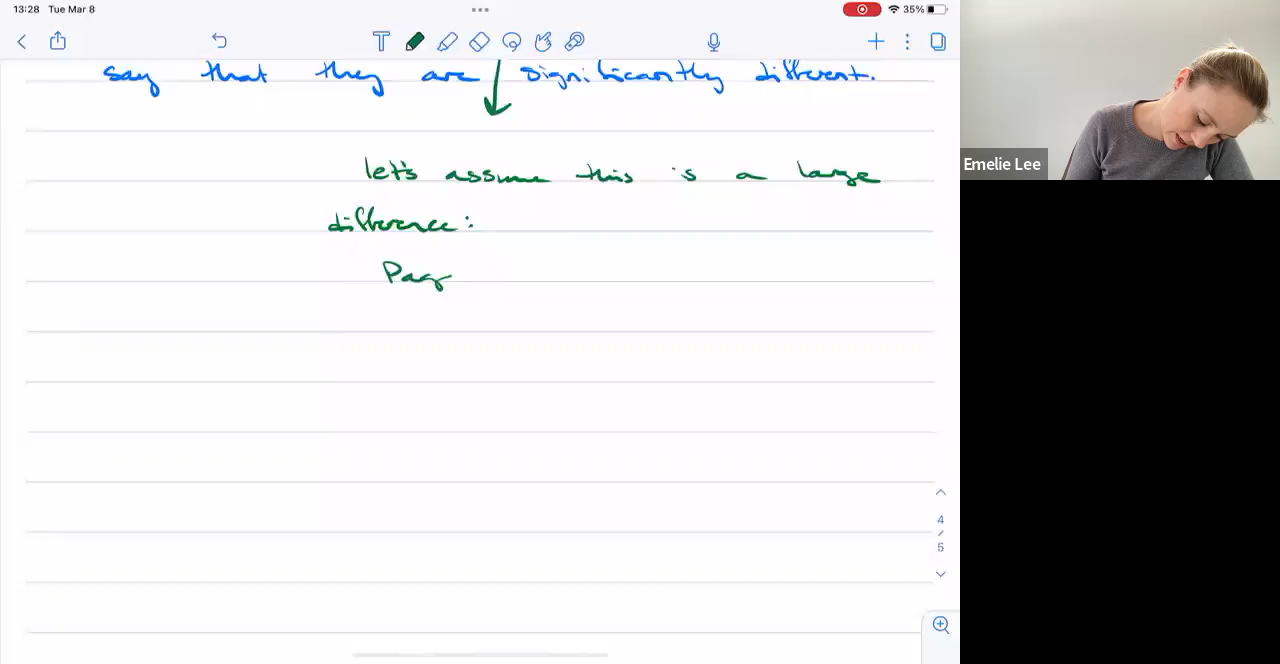 13:28 Tue Mar 8
35%
say that they are significantly different.
let's assume this is a large
difference:
Emelie Lee
4
/
5